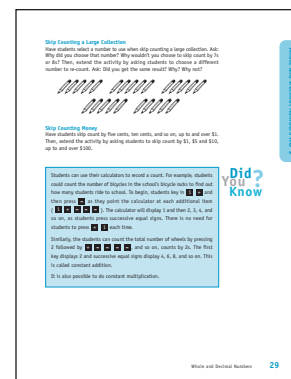 Skip Counting a Large Collection
Have students select a number to use when skip counting a large collection. Ask:
Why did you choose that number? Why wouldn't you choose to skip count by 7s
or 8s? Then, extend the activity by asking students to choose a different
number to re-count. Ask: Did you get the same result? Why? Why not?
Skip Counting Money
Have students skip count by five cents, ten cents, and so on, up to and over $1.
Then, extend the activity by asking students to skip count by $1, $5 and $10,
up to and over $100.
Did
You ?
Know
Students can use their calculators to record a count. For example, students
could count the number of bicycles in the school's bicycle racks to find out
how many students ride to school. To begin, students key in 1 + and
then press = as they point the calculator at each additional item
( 1 + = = = ). The calculator will display 1 and then 2, 3, 4, and
so on, as students press successive equal signs. There is no need for
students to press + 1 each time.
Similarly, the students can count the total number of wheels by pressing
2 followed by + = = = = and so on, counts by 2s. The first
key displays 2 and successive equal signs display 4, 6, 8, and so on. This
is called constant addition.
It is also possible to do constant multiplication.
Whole and Decimal Numbers 29